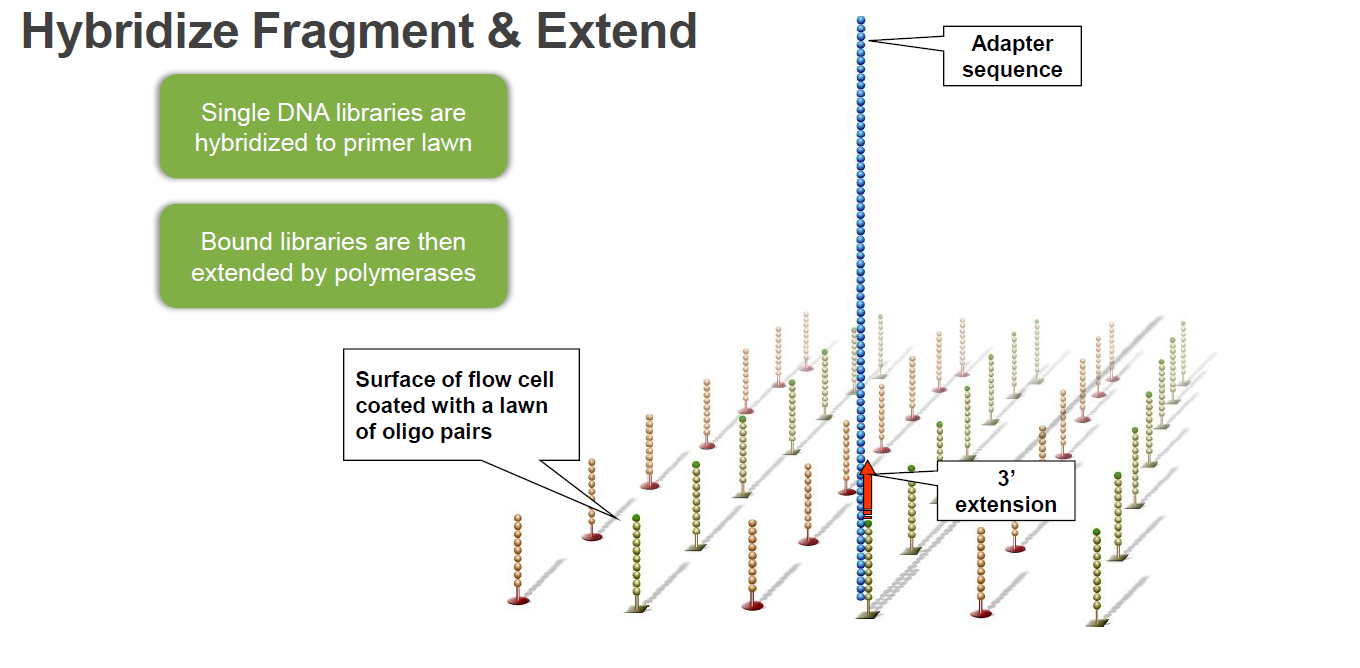 Hybridize Fragment & Extend
Adapter
sequence
Single DNA libraries are
hybridized to primer lawn
Bound libraries are then
extended by polymerases
Surface of flow cell
coated with a lawn
of oligo pairs
3’
extension